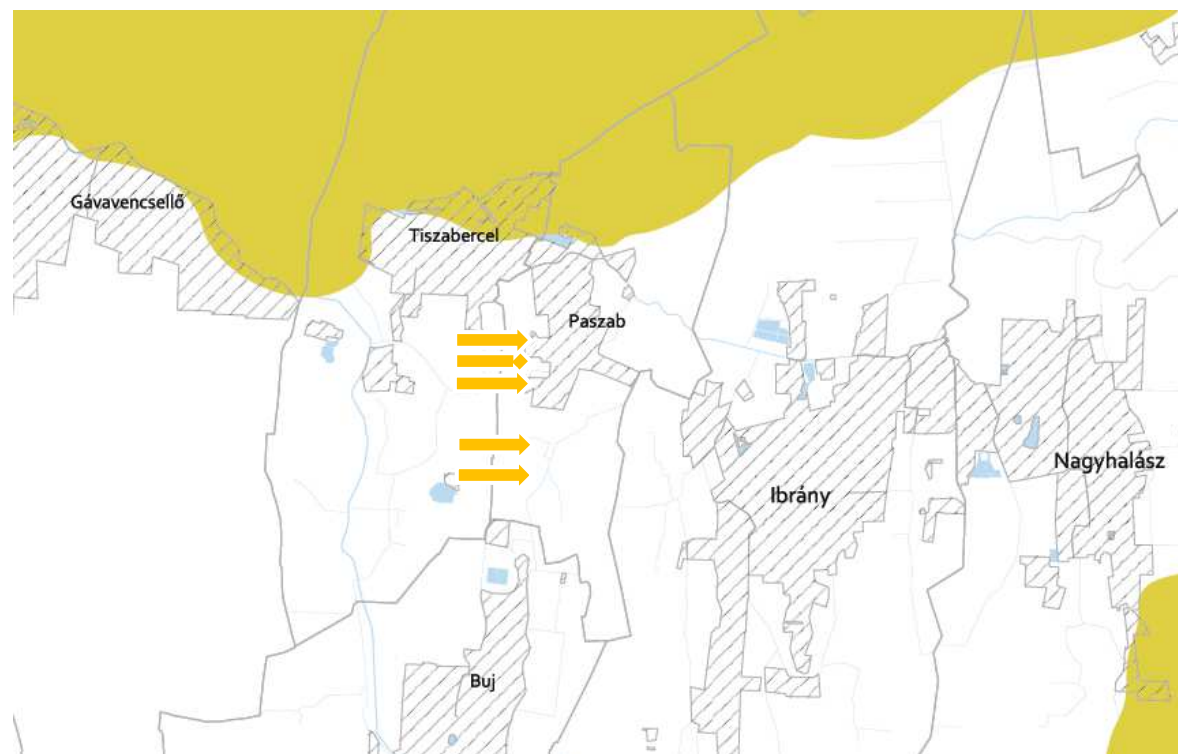 Gávavencsellő
Tiszabercel
Paszab
Nagyhalász
Ibrány
Buj